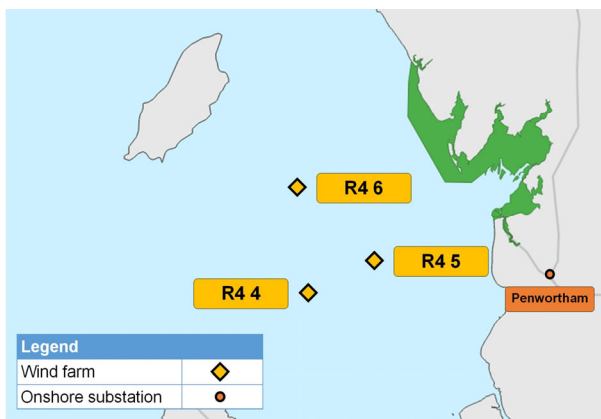 R4 6
R4 5
R4 4
Penwortham
Legend
Wind farm
Onshore substation